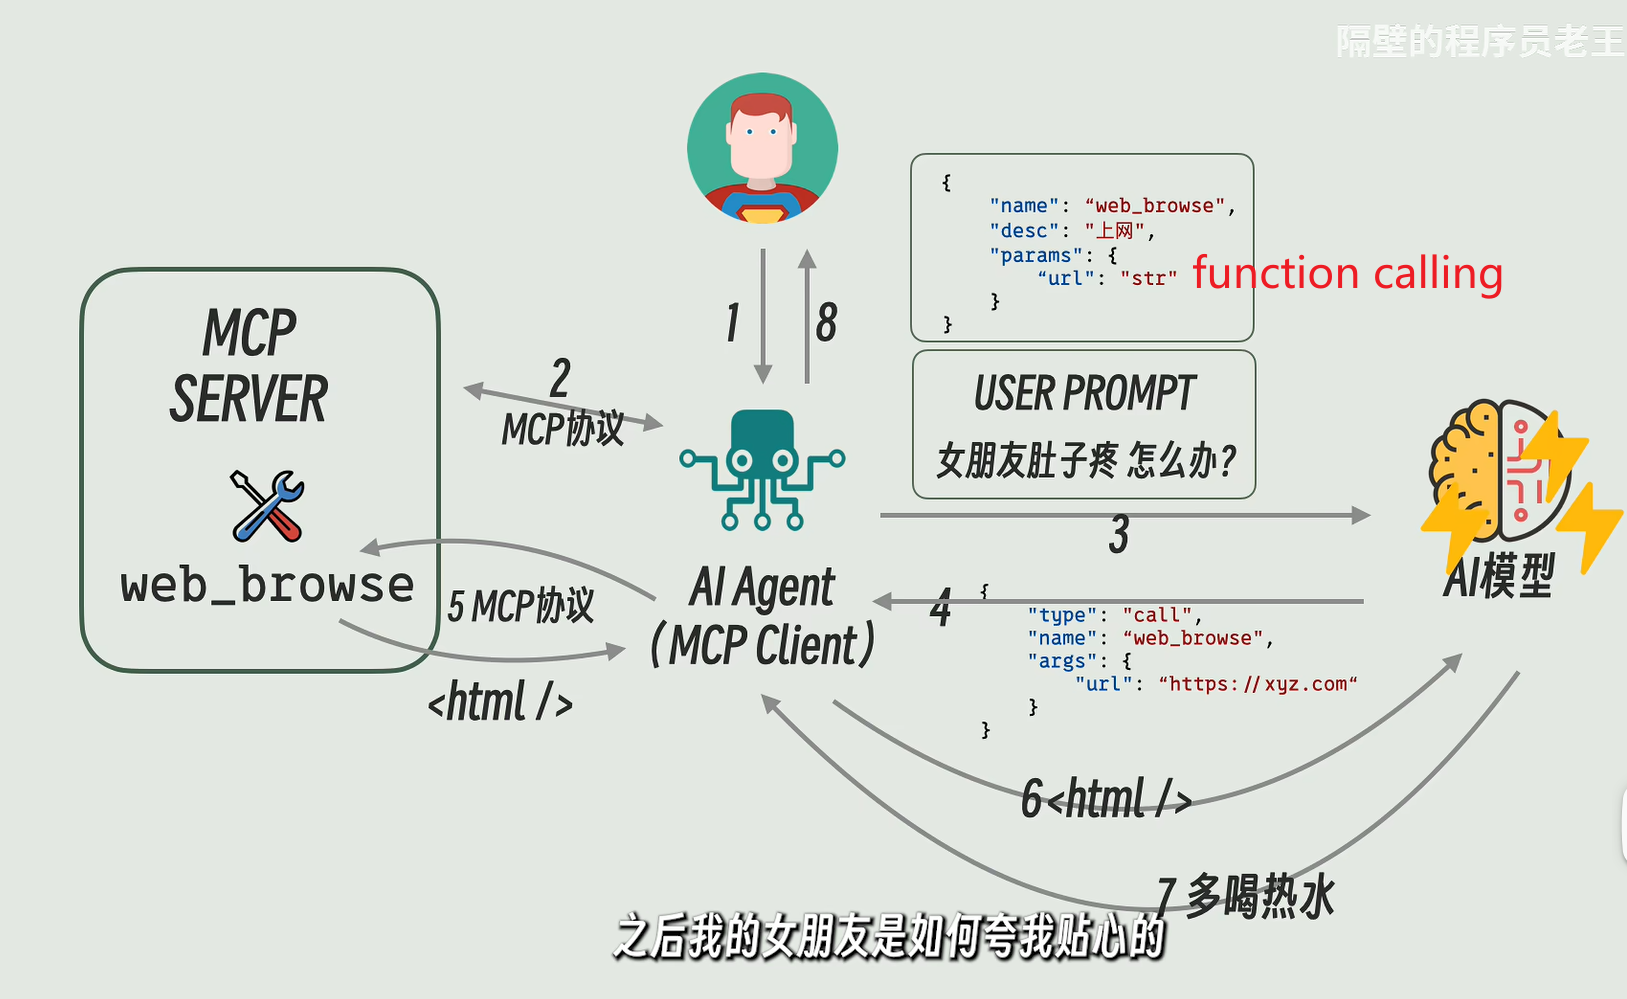 隔壁的程序员老王
{
"name": “web_browse",
"desc": "上网",
"params": {
“url": "str"
}
}
function calling
1
8
MCP
SERVER
2
MCP协议
USER PROMPT
女朋友肚子疼 怎么办?
3
AI模型
web_browse
5 MCP协议
AI Agent
(MCP Client)
4
{
"type": "call",
"name": “web_browse",
"args": {
"url": “https://xyz.com“
}
}
<html />
6<html />
7 多喝热水
之后我的女朋友是如何夸我贴心的